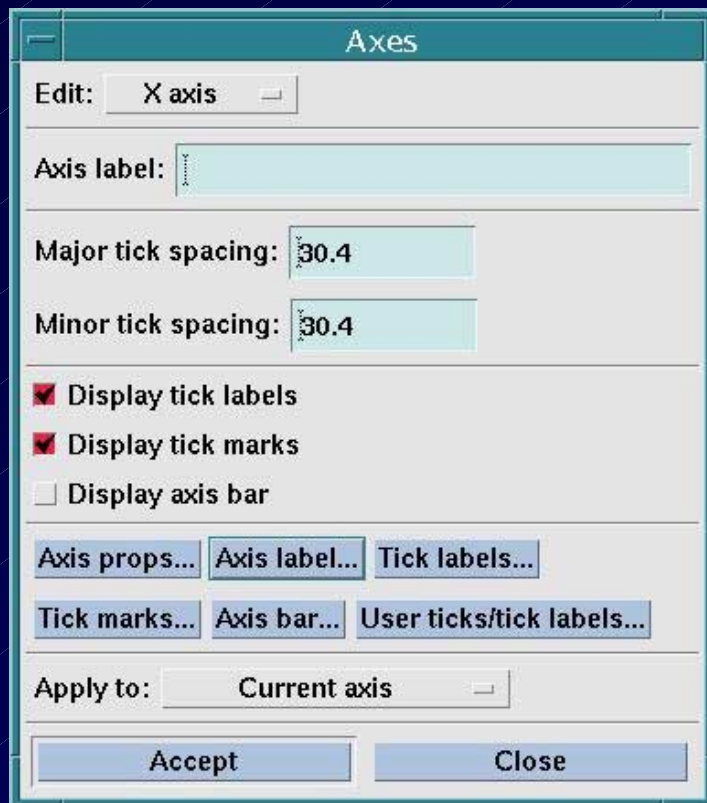 Axes
Edit: X axis
Axis label:
Major tick spacing: 30.4
Minor tick spacing: 30.4
Display tick labels
Display tick marks
Display axis bar
Axis props... Axis label... Tick labels...
Tick marks... Axis bar... User ticks/tick labels...
Apply to: Current axis
Accept Close